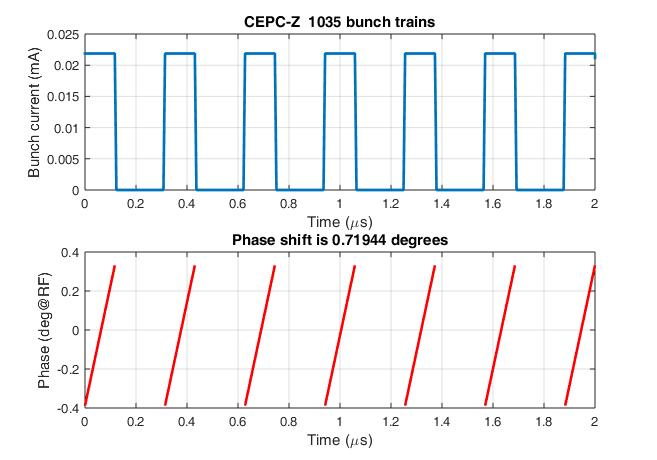 CEPC-Z 1035 bunch trains
0.025
0.02
0.015
0.01
0.005
0
Bunch current (mA)
0 0.2 0.4 0.6 0.8 1 1.2 1.4 1.6 1.8 2
Time (μs)
Phase shift is 0.71944 degrees
0.4
0.2
0
-0.2
-0.4
Phase (deg@RF)
0 0.2 0.4 0.6 0.8 1 1.2 1.4 1.6 1.8 2
Time (μs)